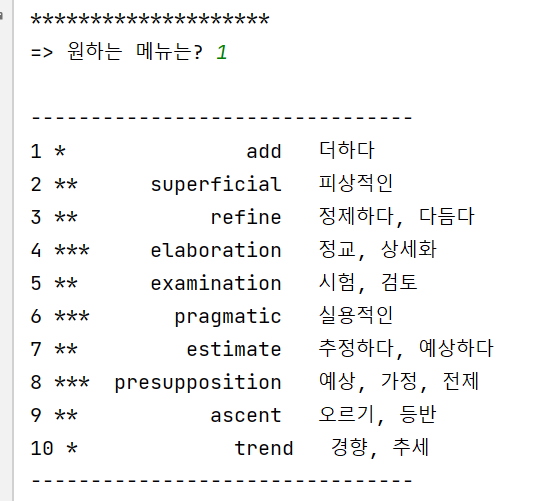 ********************
=> 원하는 메뉴는? 1
--------------------------------
1 * add 더하다
2 ** superficial 피상적인
3 ** refine 정제하다, 다듬다
4 *** elaboration 정교, 상세화
5 ** examination 시험, 검토
6 *** pragmatic 실용적인
7 ** estimate 추정하다, 예상하다
8 *** presupposition 예상, 가정, 전제
9 ** ascent 오르기, 등반
10 * trend 경향, 추세
--------------------------------